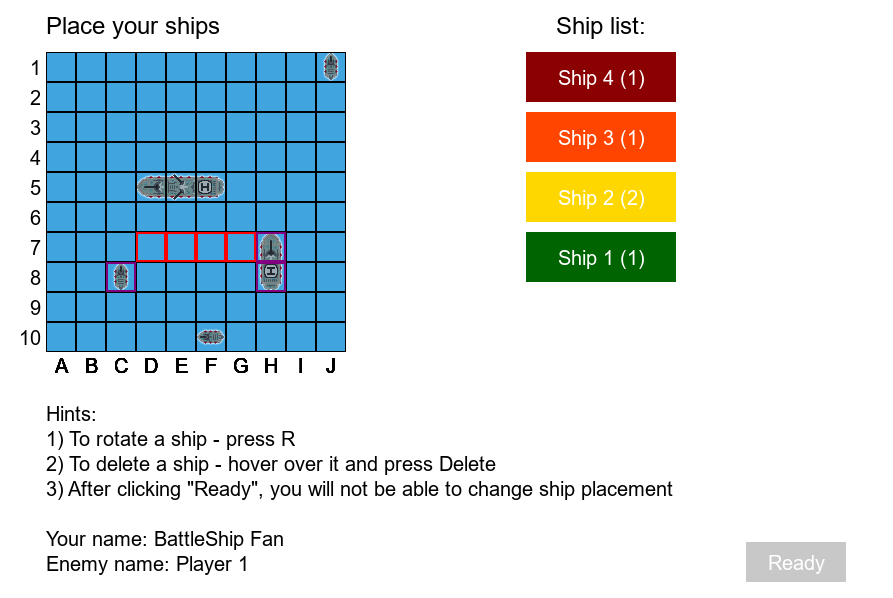 Place your ships
Ship list:
1
2
3
4
5
6
7
8
9
10
A B C D E F G H I J
Ship 4 (1)
Ship 3 (1)
Ship 2 (2)
Ship 1 (1)
Hints:
1) To rotate a ship - press R
2) To delete a ship - hover over it and press Delete
3) After clicking "Ready", you will not be able to change ship placement
Your name: BattleShip Fan
Enemy name: Player 1
Ready